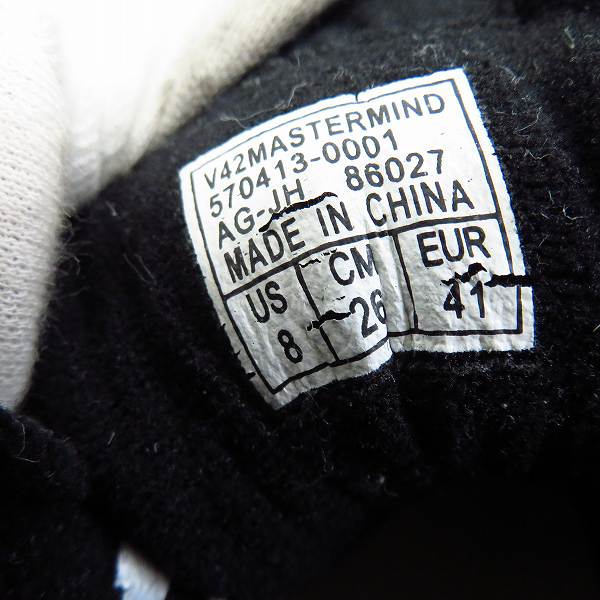 V42MASTERMIND
570413-0001
AG-JH 86027
MADE IN CHINA
US CM EUR
8 26 41